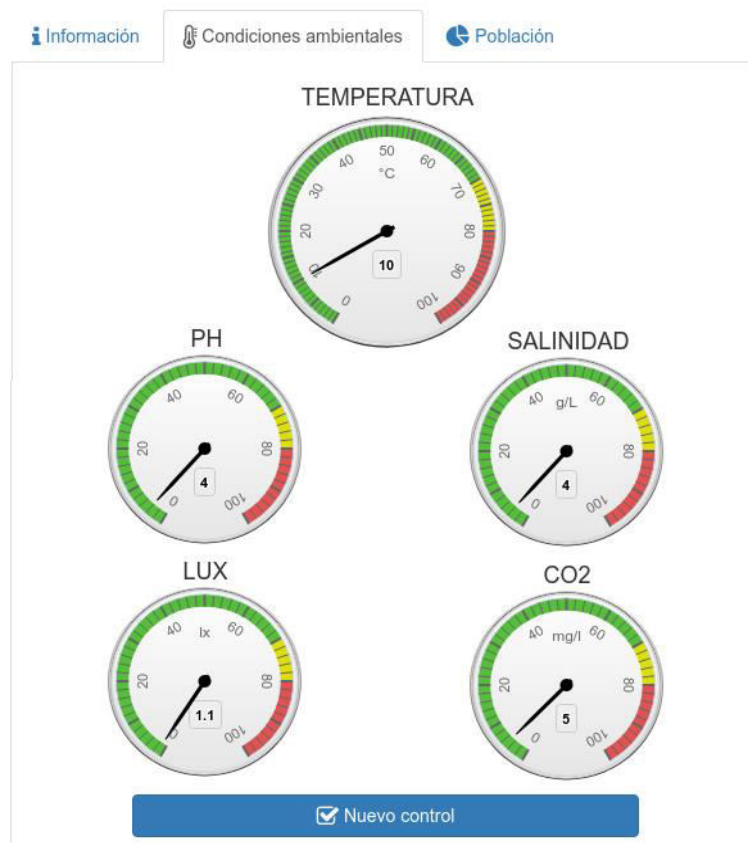 Información Condiciones ambientales Población
TEMPERATURA
0 10 20 30 40 50 60 70 80 90 100
°C
10
PH SALINIDAD
0 20 40 60 80 100
4
0 20 40 60 80 100
g/L
4
LUX CO2
0 20 40 60 80 100
lx
1.1
0 20 40 60 80 100
mg/l
5
Nuevo control